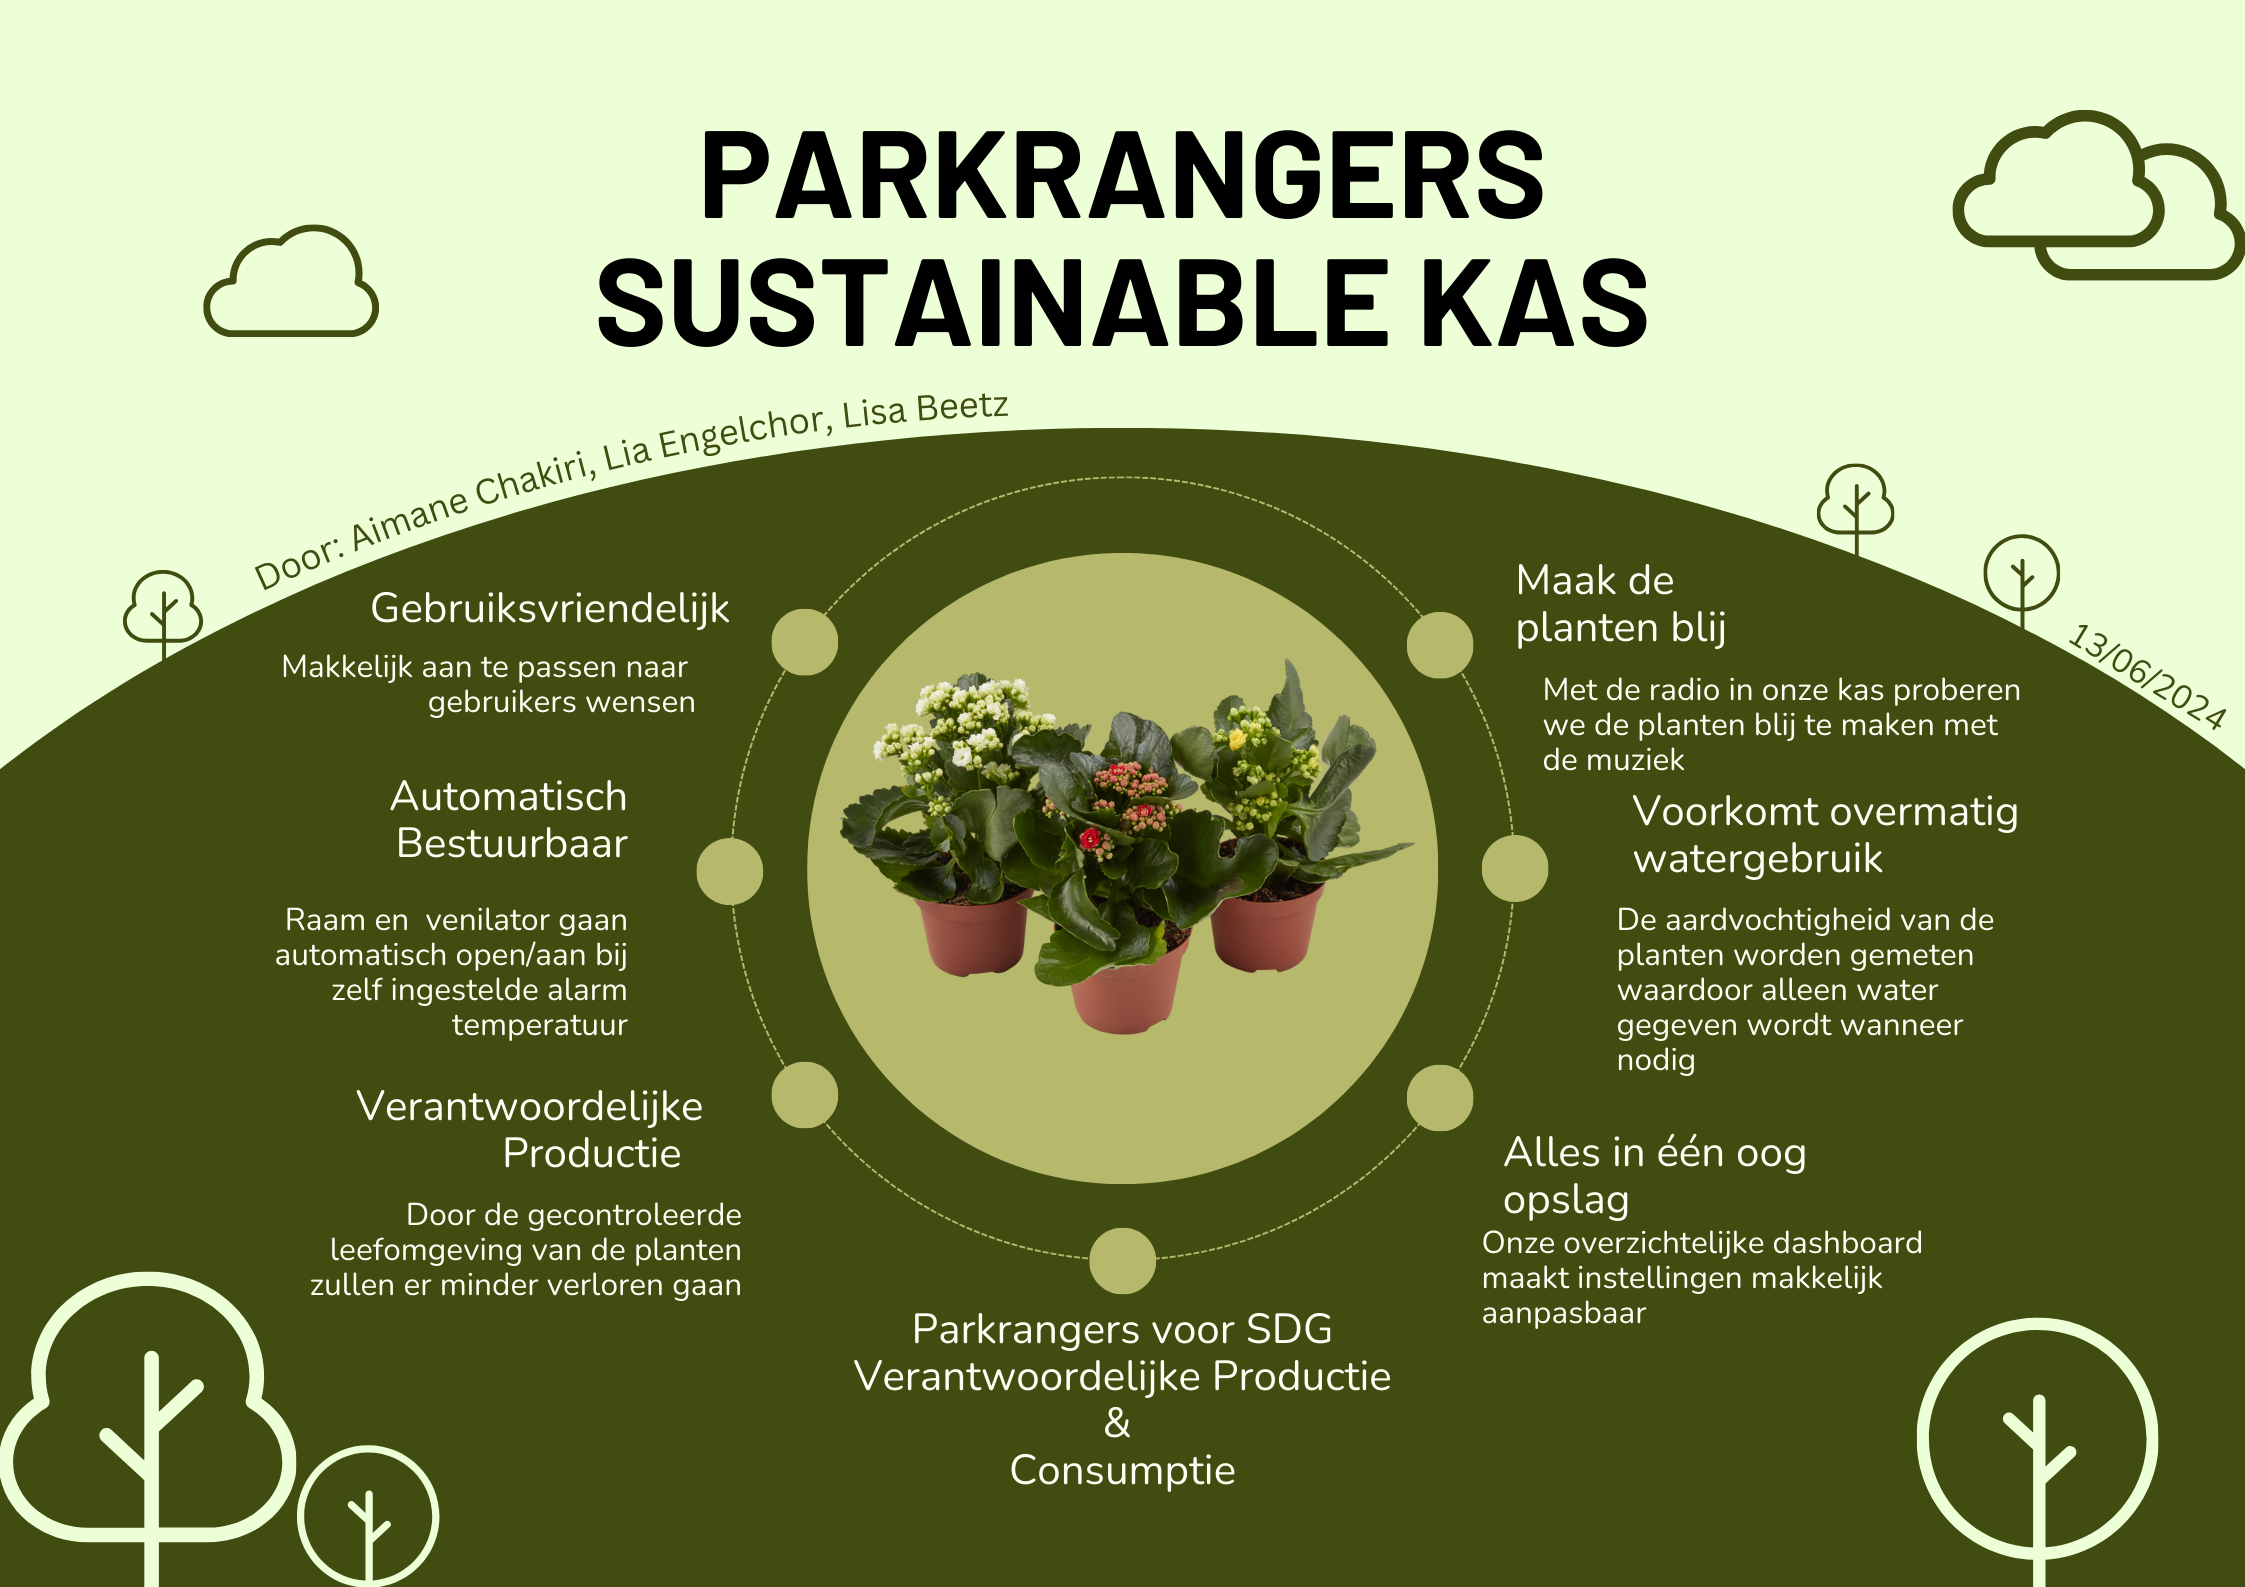 PARKRANGERS
SUSTAINABLE KAS
Door: Aimane Chakiri, Lia Engelchor, Lisa Beetz
13/06/2024
Gebruiksvriendelijk
Makkelijk aan te passen naar
gebruikers wensen
Automatisch
Bestuurbaar
Raam en  venilator gaan
automatisch open/aan bij
zelf ingestelde alarm
temperatuur
Verantwoordelijke
Productie
Door de gecontroleerde
leefomgeving van de planten
zullen er minder verloren gaan
Maak de
planten blij
Met de radio in onze kas proberen
we de planten blij te maken met
de muziek
Voorkomt overmatig
watergebruik
De aardvochtigheid van de
planten worden gemeten
waardoor alleen water
gegeven wordt wanneer
nodig
Alles in één oog
opslag
Onze overzichtelijke dashboard
maakt instellingen makkelijk
aanpasbaar
Parkrangers voor SDG
Verantwoordelijke Productie
&
Consumptie